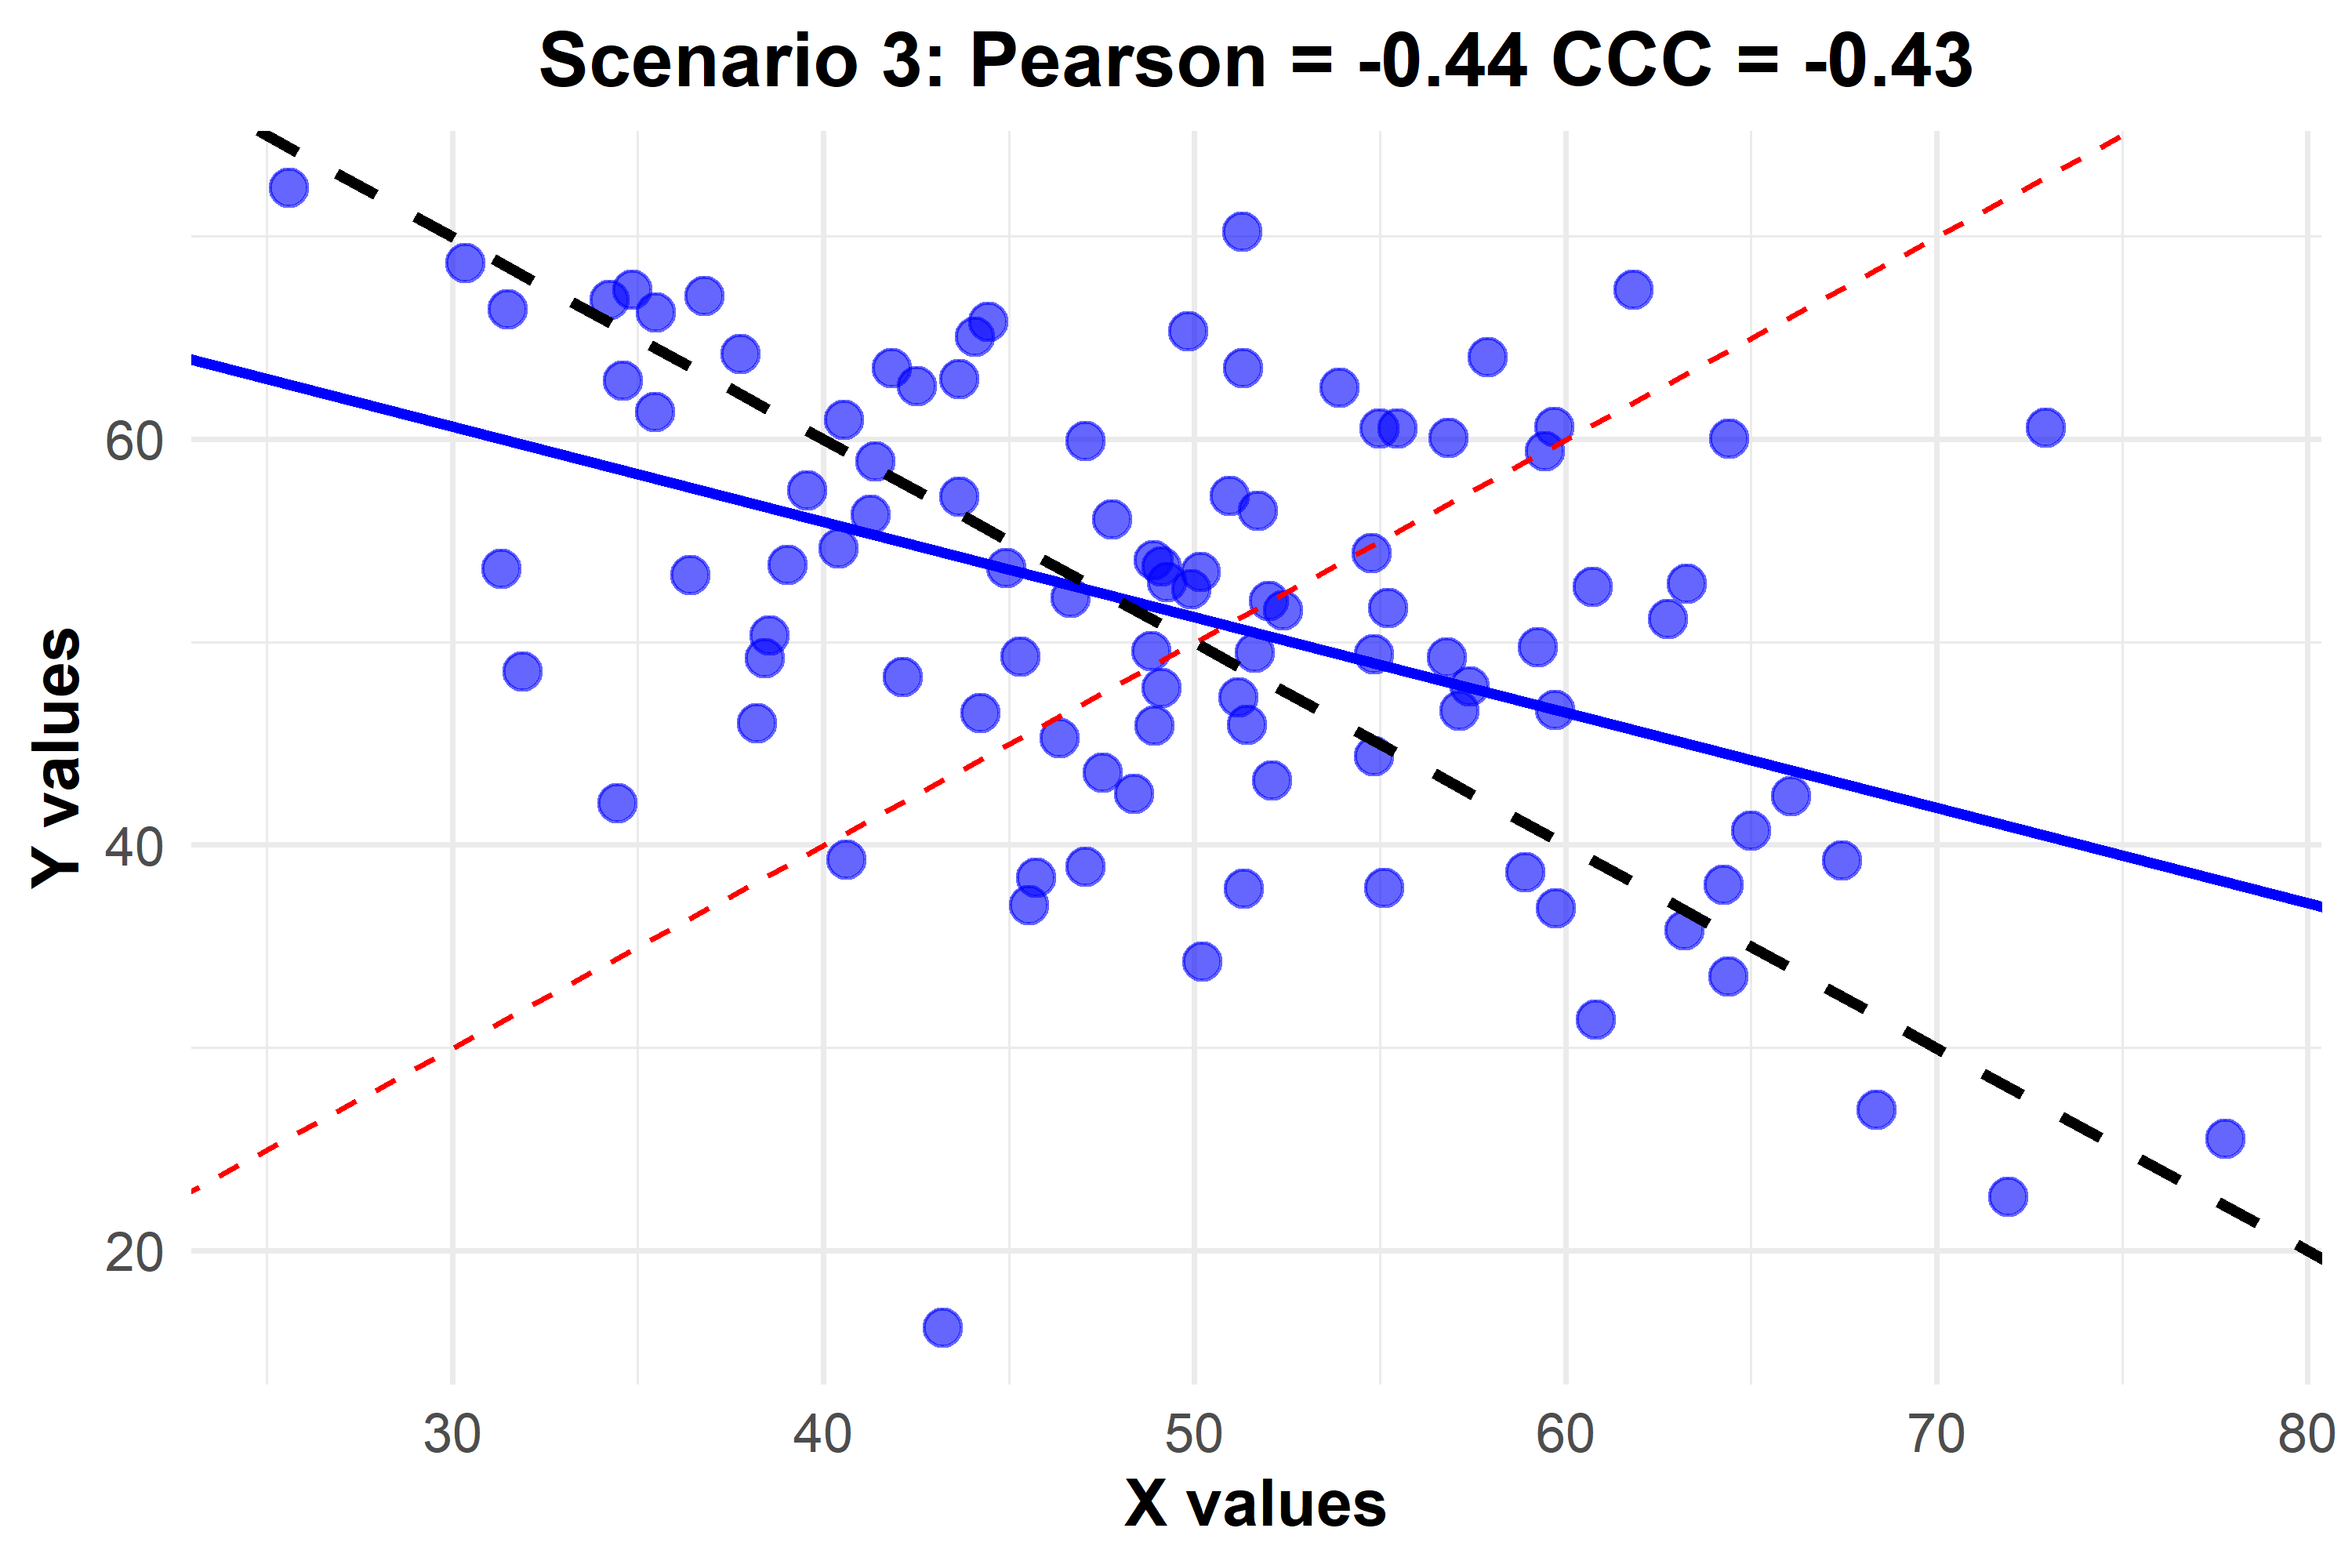 Scenario 3: Pearson = -0.44 CCC = -0.43
Y values
60
40
20
30 40 50 60 70 80
X values